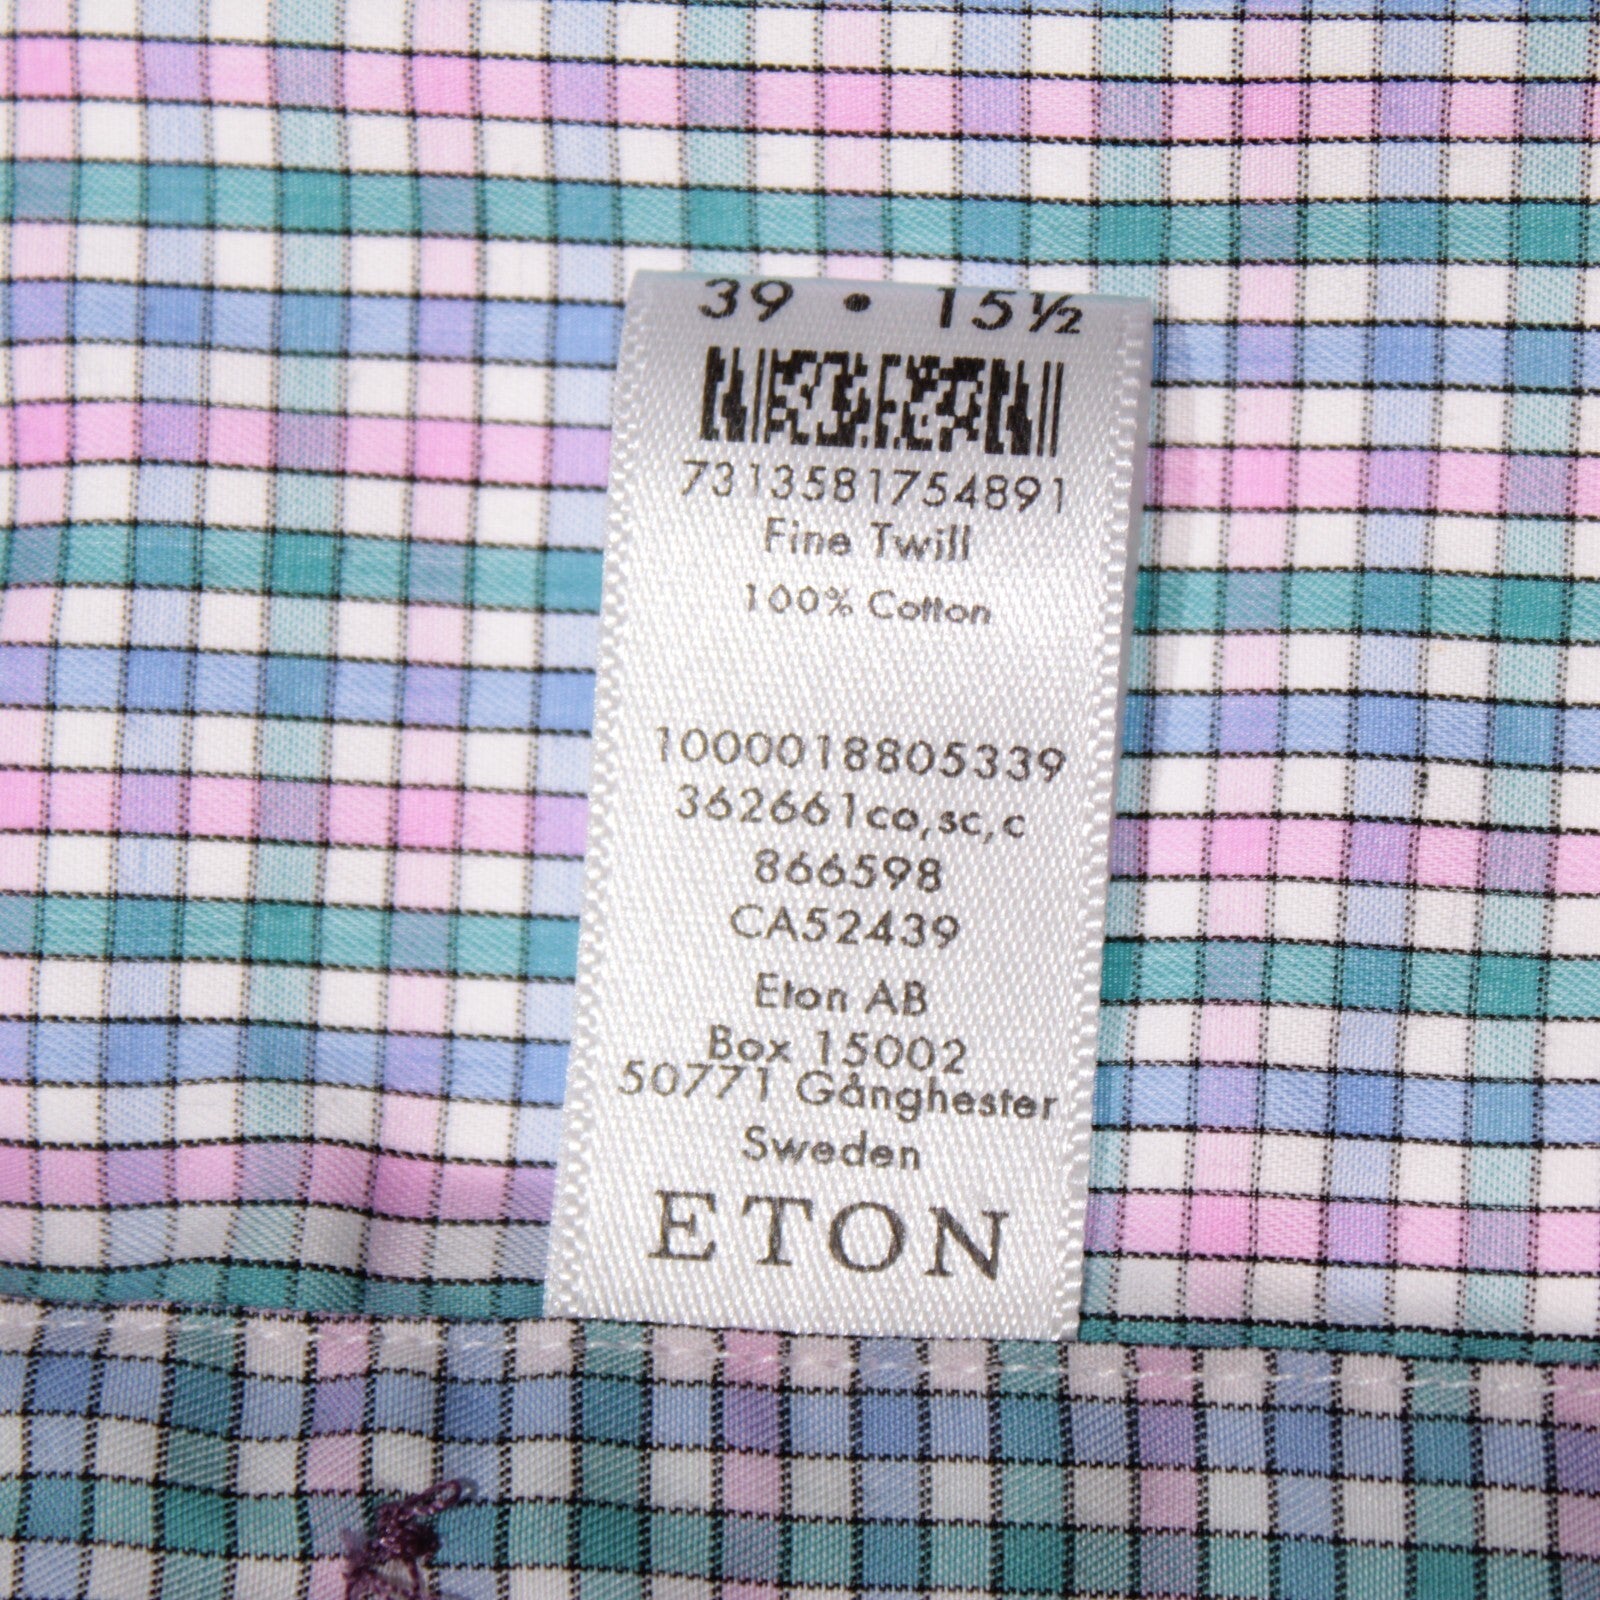 39 • 15½
7313581754891
Fine Twill
100% Cotton
1000018805339
362661co,sc,c
866598
CA52439
Eton AB
Box 15002
50771 Gånghester
Sweden
ETON